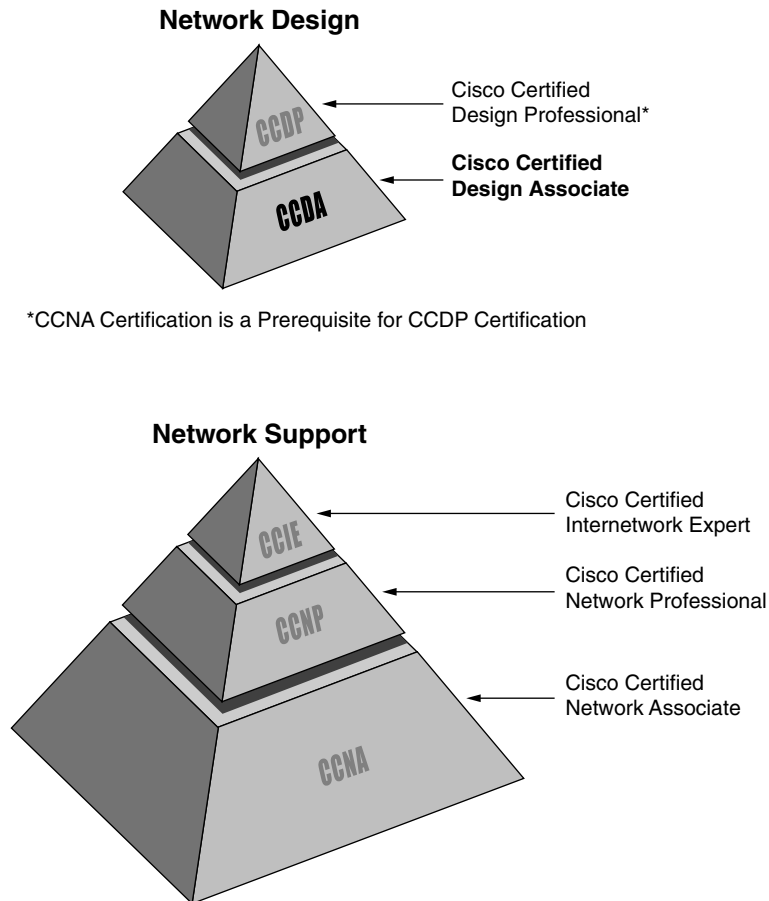 Network Design
CCDP
Cisco Certified
Design Professional*
CCDA
Cisco Certified
Design Associate
*CCNA Certification is a Prerequisite for CCDP Certification
Network Support
CCIE
Cisco Certified
Internetwork Expert
CCNP
Cisco Certified
Network Professional
CCNA
Cisco Certified
Network Associate